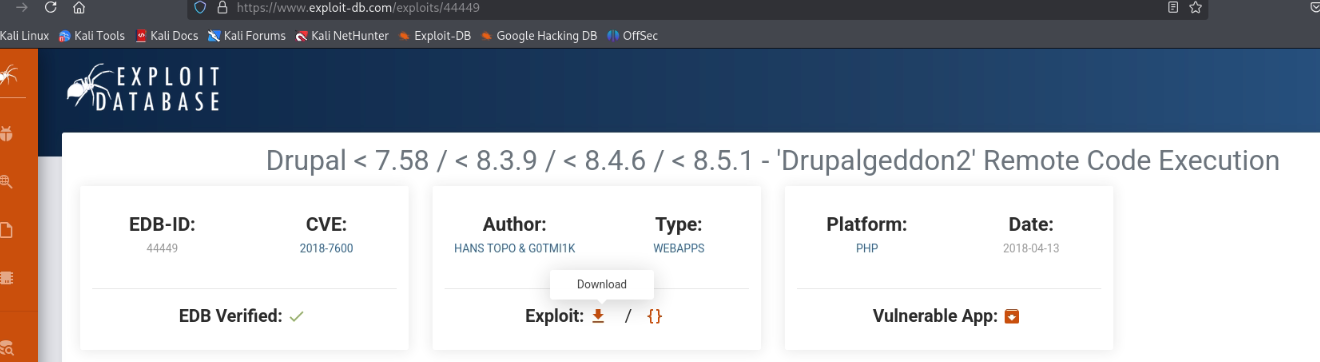 https://www.exploit-db.com/exploits/44449
Kali Linux Kali Tools Kali Docs Kali Forums Kali NetHunter Exploit-DB Google Hacking DB OffSec
EXPLOIT
DATABASE
Drupal < 7.58 / < 8.3.9 / < 8.4.6 / < 8.5.1 - 'Drupalgeddon2' Remote Code Execution
EDB-ID: CVE: Author: Type: Platform: Date:
44449 2018-7600 HANS TOPO & G0TMI1K WEBAPPS PHP 2018-04-13
Download
EDB Verified: Exploit: / {} Vulnerable App: